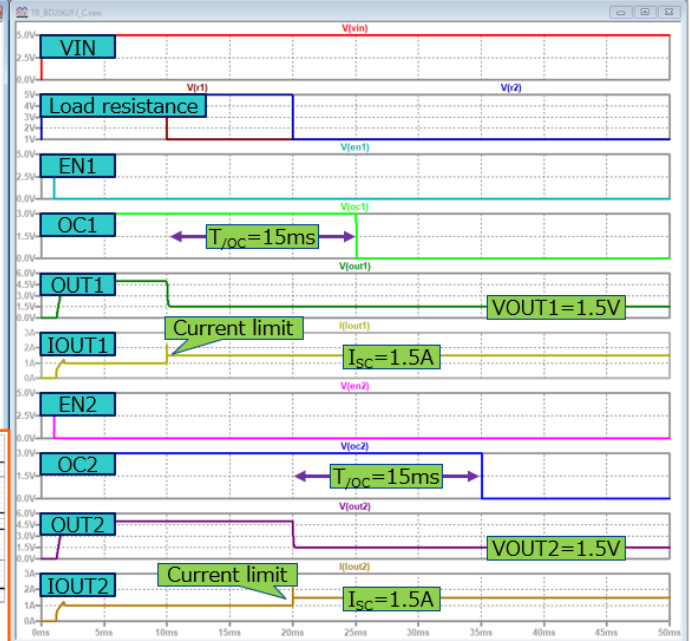 TB_BD2062FJ_C.raw
V(vin)
5.0V
VIN
2.5V
0.0V
V(r1) V(r2)
5V
4V
Load resistance
3V
2V
1V
V(en1)
5.0V
EN1
2.5V
0.0V
V(oc1)
3.0V
OC1
1.5V
T/OC=15ms
0.0V
V(out1)
6.0V
4.5V
OUT1
3.0V
1.5V
VOUT1=1.5V
0.0V
I(Iout1)
3A
Current limit
2A
IOUT1
1A
ISC=1.5A
0A
V(en2)
5.0V
EN2
2.5V
0.0V
V(oc2)
3.0V
OC2
1.5V
T/OC=15ms
0.0V
V(out2)
6.0V
4.5V
OUT2
3.0V
1.5V
VOUT2=1.5V
0.0V
I(Iout2)
3A
Current limit
2A
IOUT2
1A
ISC=1.5A
0A
0ms 5ms 10ms 15ms 20ms 25ms 30ms 35ms 40ms 45ms 50ms